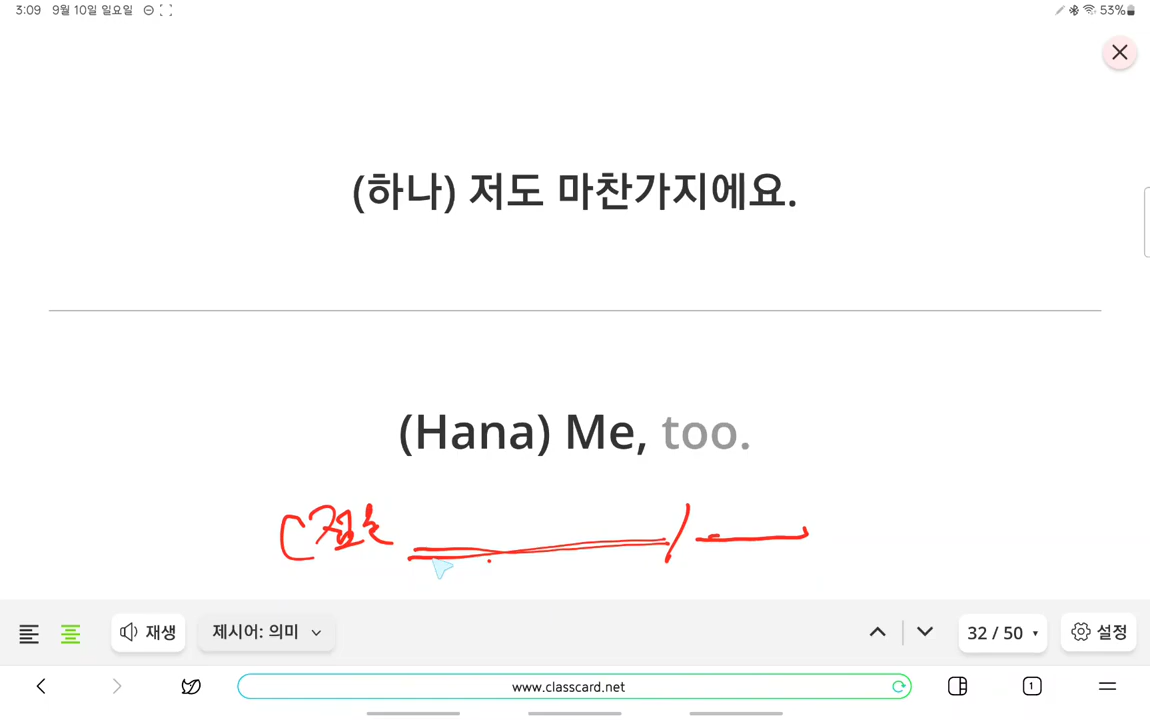 3:09 9월 10일 일요일 53%
(하나) 저도 마찬가지에요.
(Hana) Me, too.
재생 제시어: 의미 32 / 50 설정
www.classcard.net 1